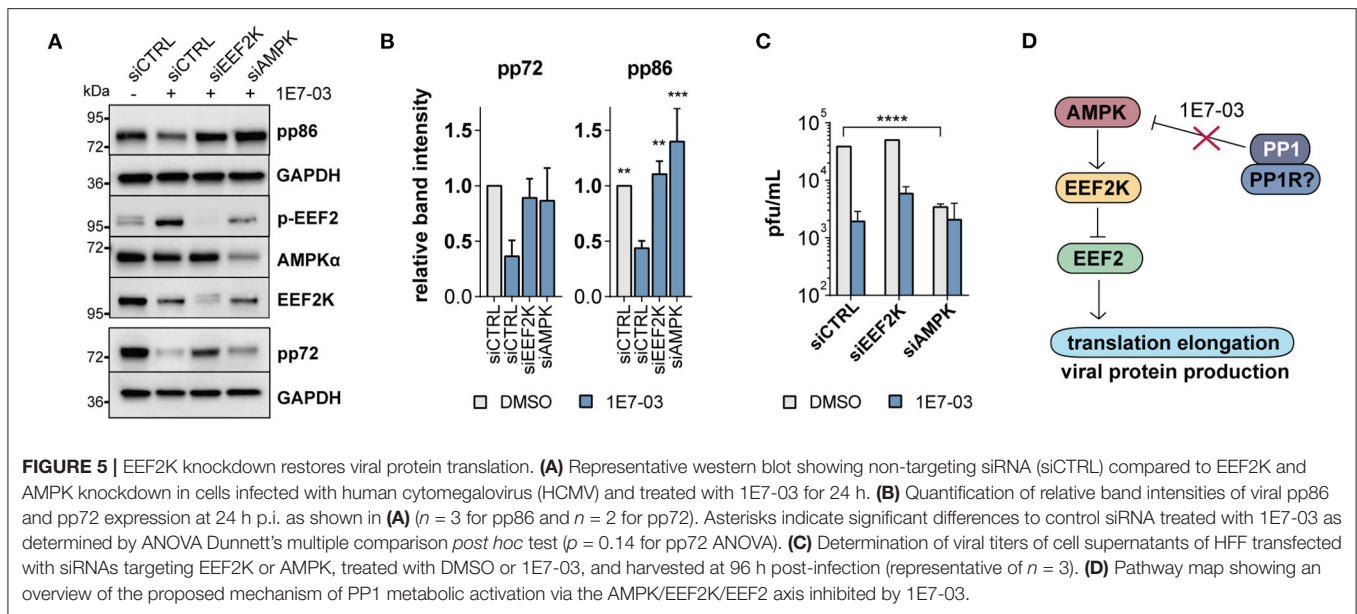 A
siCTRL siCTRL siEEF2K siAMPK
kDa - + + + 1E7-03
95
72
pp86
36
GAPDH
95
p-EEF2
72
AMPKα
95
EEF2K
72
pp72
36
GAPDH
B
pp72 pp86
relative band intensity
1.5
1.0
0.5
0.0
siCTRL
siCTRL
siEEF2K
siAMPK
1.5
1.0
0.5
0.0
** ** ***
siCTRL
siCTRL
siEEF2K
siAMPK
DMSO 1E7-03
C
pfu/mL
10⁵
10⁴
10³
10²
****
siCTRL
siEEF2K
siAMPK
DMSO 1E7-03
D
AMPK
1E7-03
PP1
PP1R?
EEF2K
EEF2
translation elongation
viral protein production
FIGURE 5 | EEF2K knockdown restores viral protein translation. (A) Representative western blot showing non-targeting siRNA (siCTRL) compared to EEF2K and
AMPK knockdown in cells infected with human cytomegalovirus (HCMV) and treated with 1E7-03 for 24 h. (B) Quantification of relative band intensities of viral pp86
and pp72 expression at 24 h p.i. as shown in (A) (n = 3 for pp86 and n = 2 for pp72). Asterisks indicate significant differences to control siRNA treated with 1E7-03 as
determined by ANOVA Dunnett's multiple comparison post hoc test (p = 0.14 for pp72 ANOVA). (C) Determination of viral titers of cell supernatants of HFF transfected
with siRNAs targeting EEF2K or AMPK, treated with DMSO or 1E7-03, and harvested at 96 h post-infection (representative of n = 3). (D) Pathway map showing an
overview of the proposed mechanism of PP1 metabolic activation via the AMPK/EEF2K/EEF2 axis inhibited by 1E7-03.